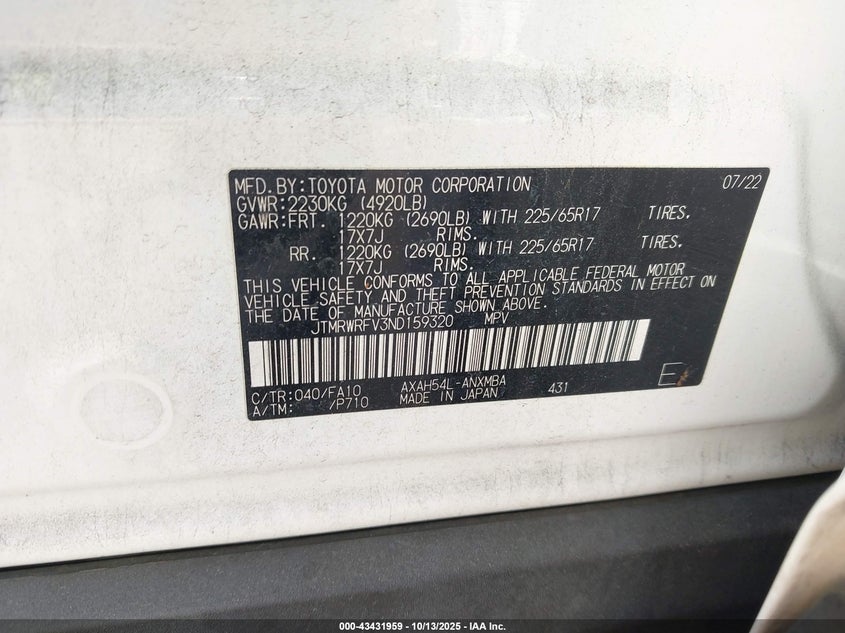 MFD.BY:TOYOTA MOTOR CORPORATION 07/22
GVWR:2230KG (4920LB)
GAWR:FRT. 1220KG (2690LB) WITH 225/65R17 TIRES.
17X7J RIMS.
RR. 1220KG (2690LB) WITH 225/65R17 TIRES.
17X7J RIMS.
THIS VEHICLE CONFORMS TO ALL APPLICABLE FEDERAL MOTOR
VEHICLE SAFETY AND THEFT PREVENTION STANDARDS IN EFFECT ON
THE DATE OF MANUFACTURE SHOWN ABOVE.
JTMRWRFV3ND159320 MPV
C/TR:040/FA10 AXAH54L-ANXMBA 431 E
A/TM: /P710 MADE IN JAPAN
000-43431959 - 10/13/2025 - IAA Inc.